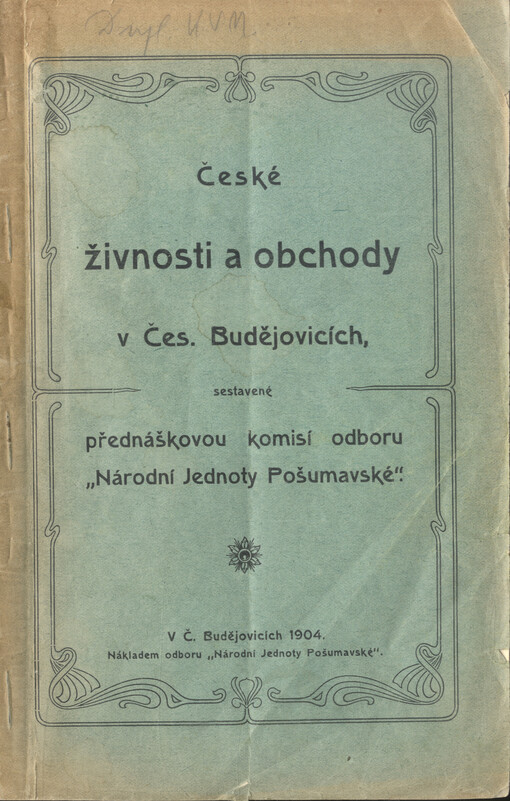 České
živnosti a obchody
v Čes. Budějovicích,
sestavené
přednáškovou komisí odboru
„Národní Jednoty Pošumavské“.
V Č. Budějovicích 1904.
Nákladem odboru „Národní Jednoty Pošumavské“.